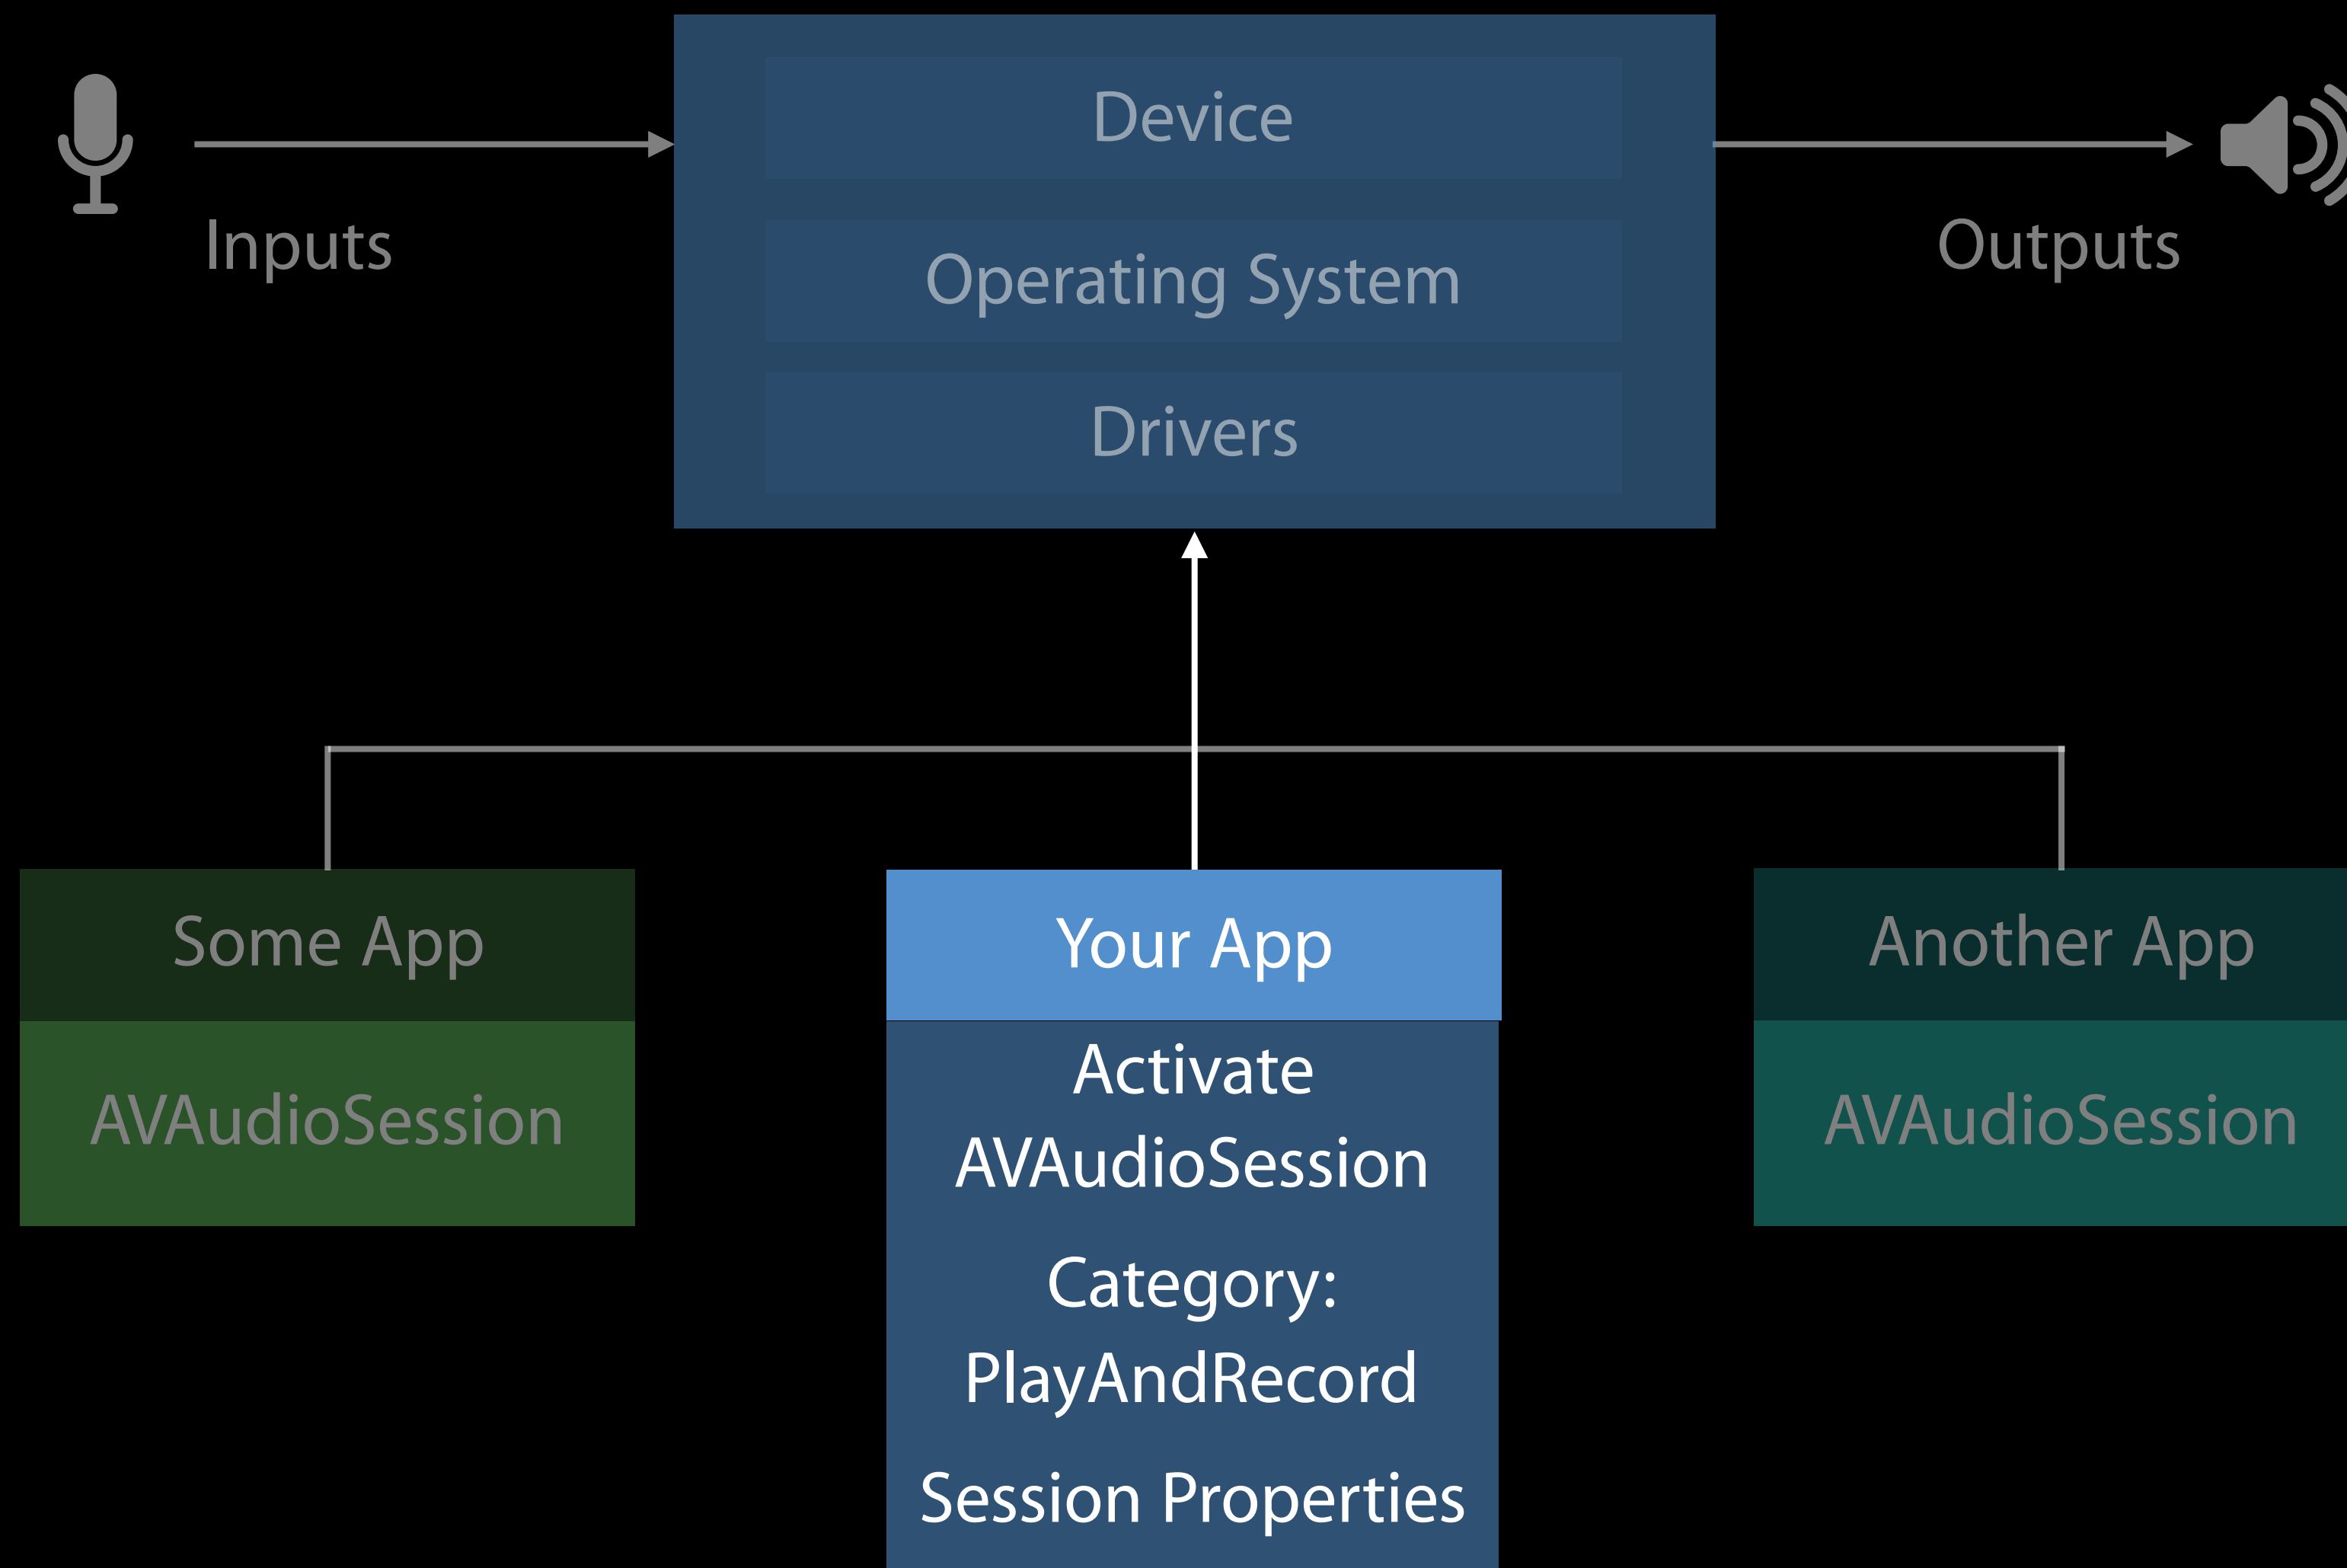 Device
Inputs
Operating System
Outputs
Drivers
Some App
AVAudioSession
Your App
Activate
AVAudioSession
Category:
PlayAndRecord
Session Properties
Another App
AVAudioSession